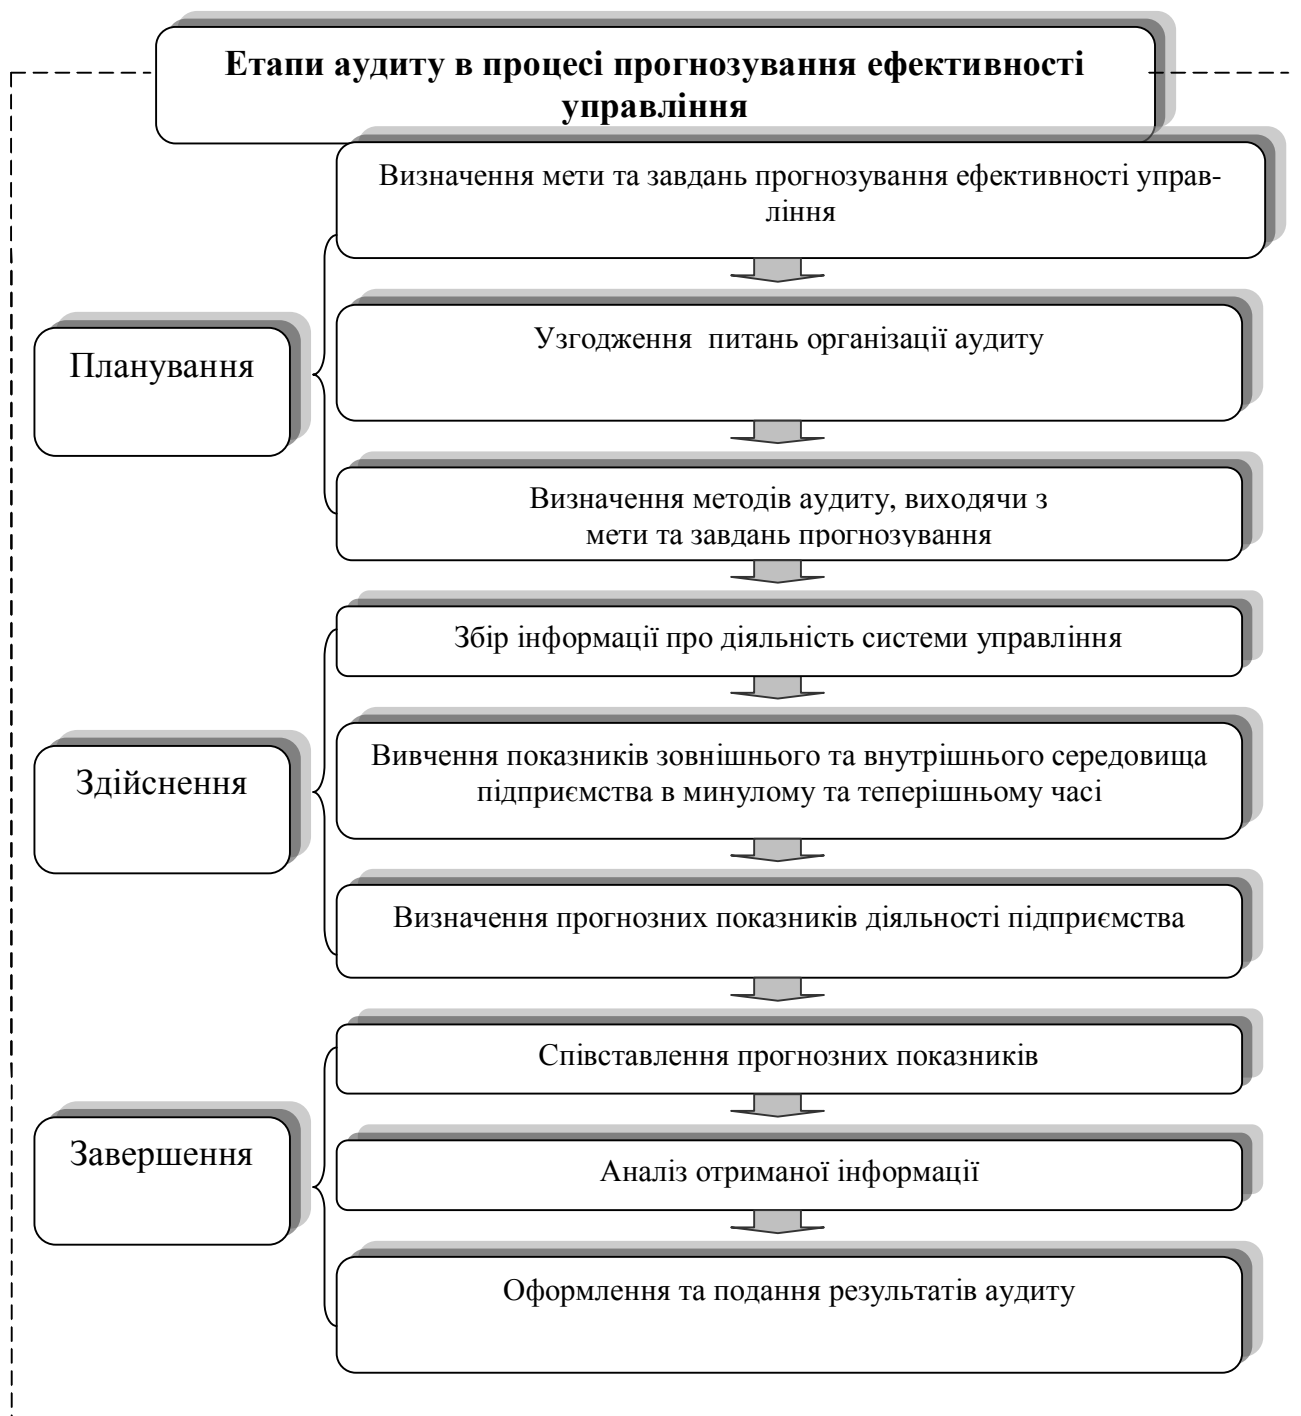 Етапи аудиту в процесі прогнозування ефективності
управління
Визначення мети та завдань прогнозування ефективності управ-
ління
Планування
Узгодження  питань організації аудиту
Визначення методів аудиту, виходячи з
мети та завдань прогнозування
Збір інформації про діяльність системи управління
Здійснення
Вивчення показників зовнішнього та внутрішнього середовища
підприємства в минулому та теперішньому часі
Визначення прогнозних показників діяльності підприємства
Співставлення прогнозних показників
Завершення
Аналіз отриманої інформації
Оформлення та подання результатів аудиту